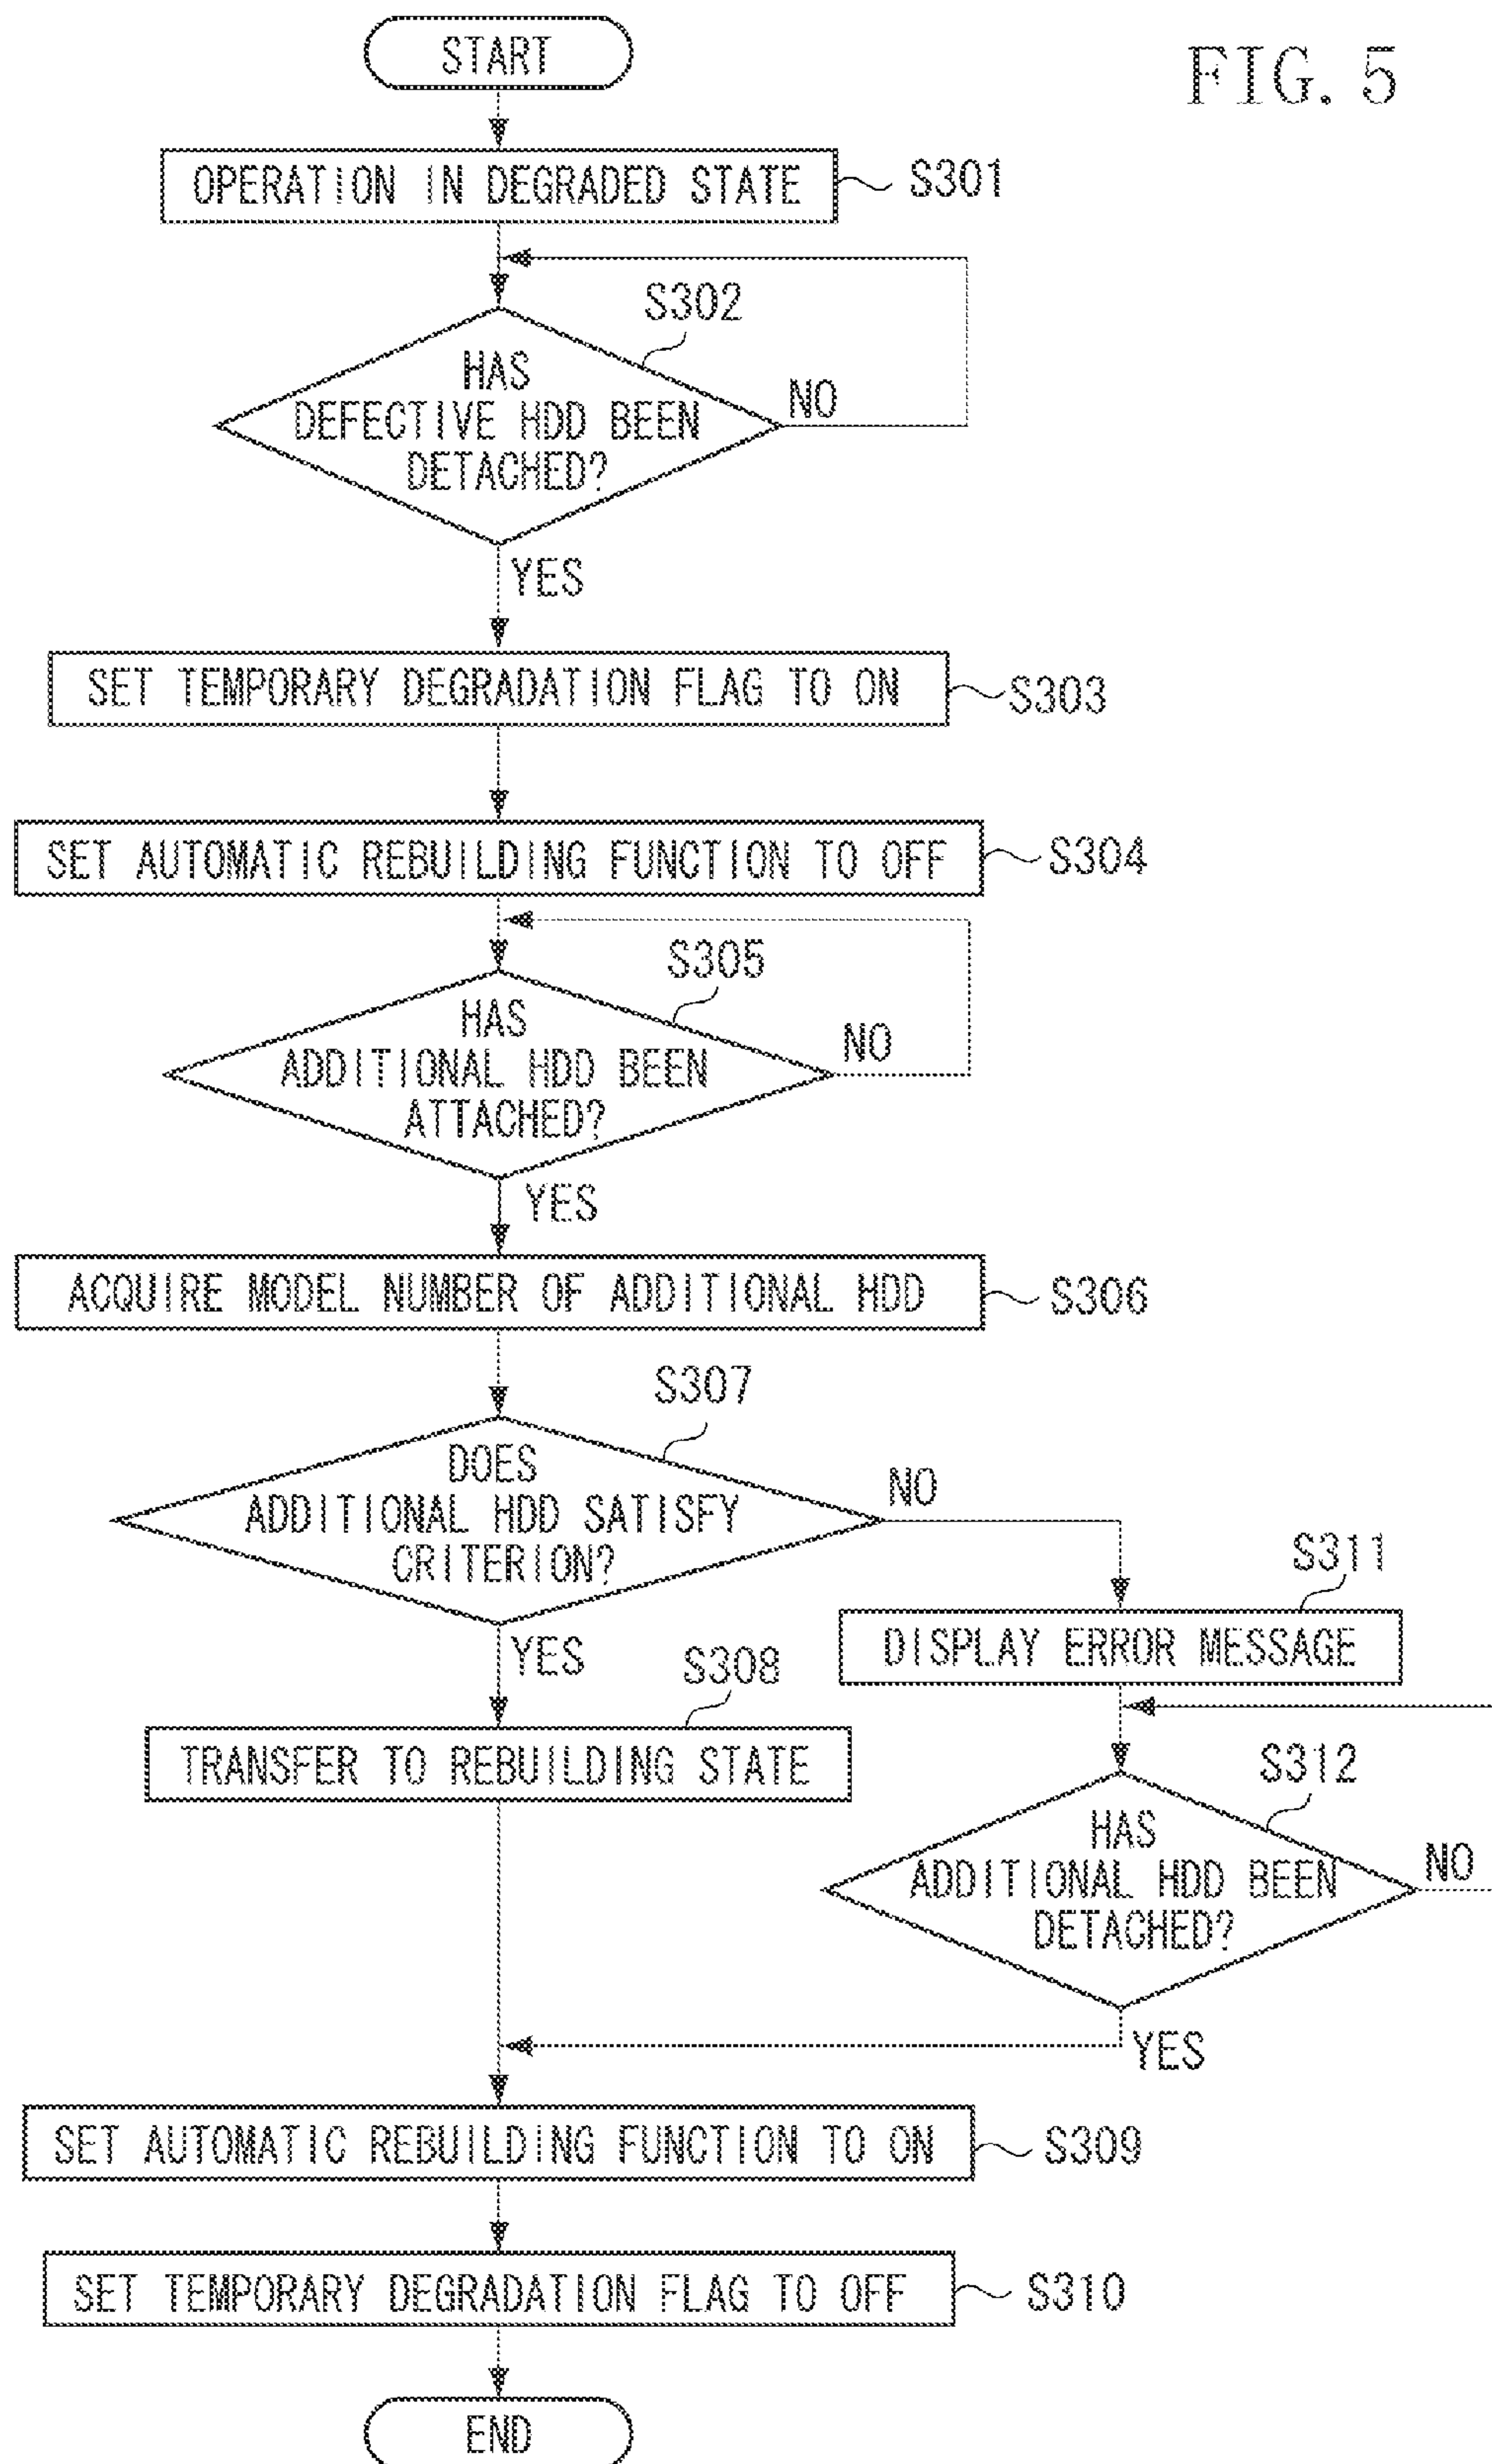 START
FIG. 5
OPERATION IN DEGRADED STATE
S301
S302
HAS
DEFECTIVE HDD BEEN
DETACHED?
NO
YES
SET TEMPORARY DEGRADATION FLAG TO ON
S303
SET AUTOMATIC REBUILDING FUNCTION TO OFF
S304
S305
HAS
ADDITIONAL HDD BEEN
ATTACHED?
NO
YES
ACQUIRE MODEL NUMBER OF ADDITIONAL HDD
S306
S307
DOES
ADDITIONAL HDD SATISFY
CRITERION?
NO
YES
S311
DISPLAY ERROR MESSAGE
S308
TRANSFER TO REBUILDING STATE
S312
HAS
ADDITIONAL HDD BEEN
DETACHED?
NO
YES
SET AUTOMATIC REBUILDING FUNCTION TO ON
S309
SET TEMPORARY DEGRADATION FLAG TO OFF
S310
END